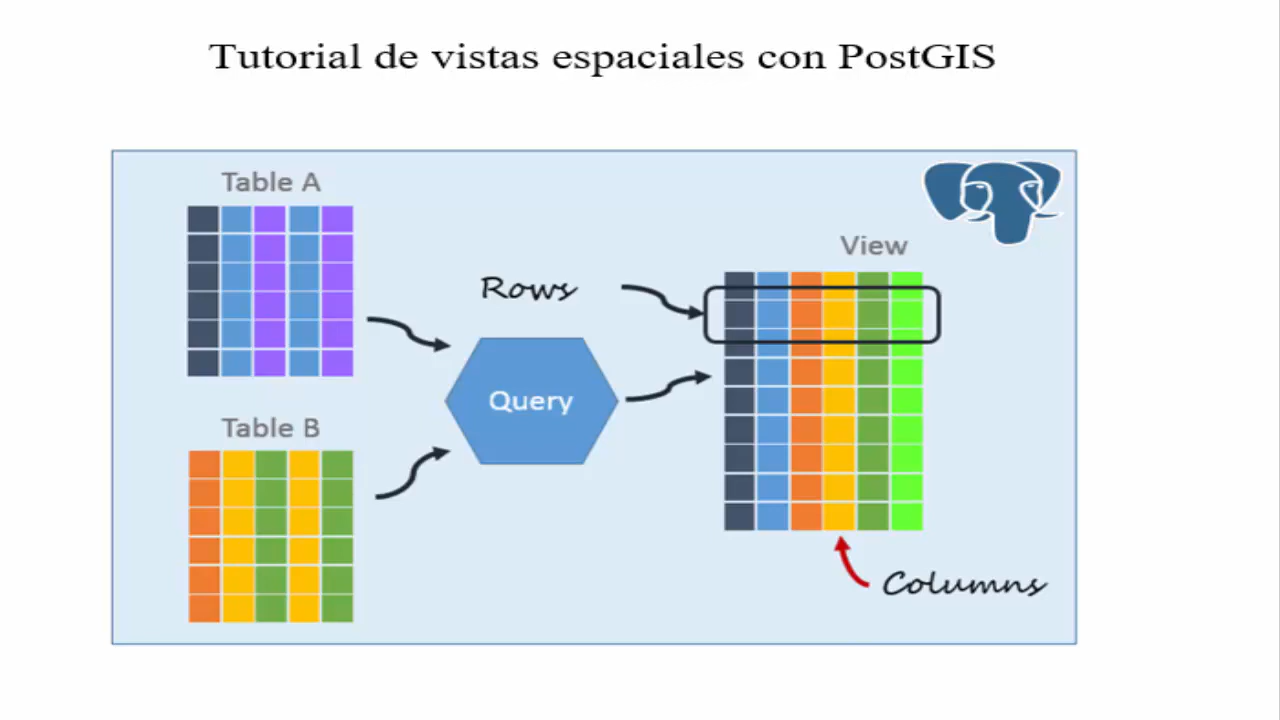 Tutorial de vistas espaciales con PostGIS
Table A
View
Rows
Query
Table B
Columns